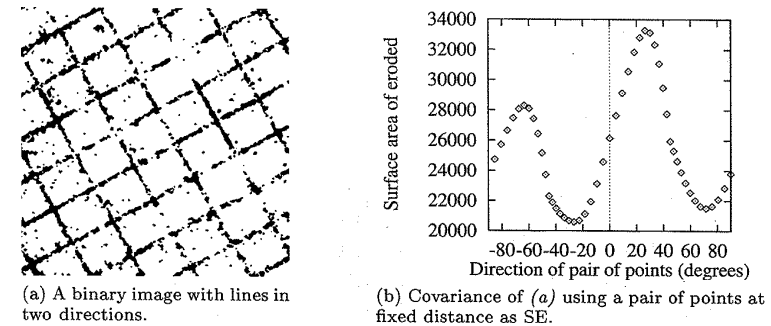 34000
32000
30000
28000
26000
24000
22000
20000
Surface area of eroded
-80-60-40-20 0 20 40 60 80
Direction of pair of points (degrees)
(a) A binary image with lines in
two directions.
(b) Covariance of (a) using a pair of points at
fixed distance as SE.